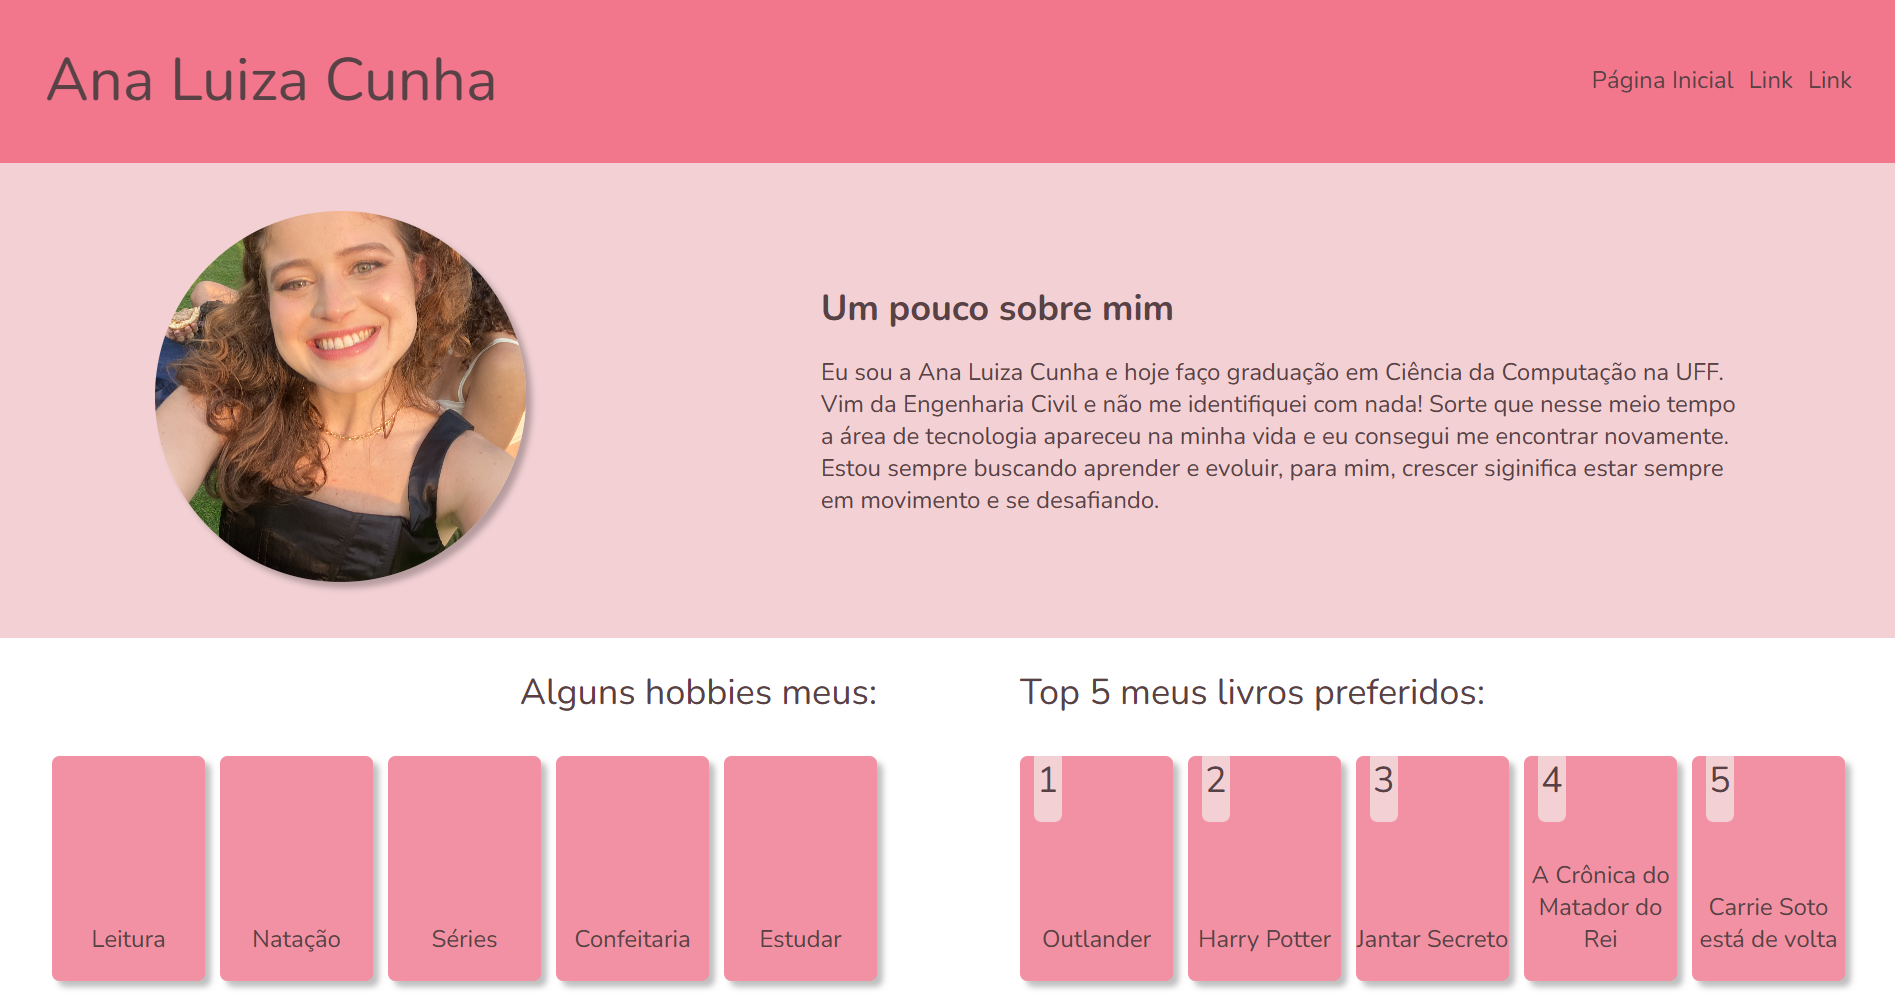 Ana Luiza Cunha
Página Inicial Link Link
Um pouco sobre mim
Eu sou a Ana Luiza Cunha e hoje faço graduação em Ciência da Computação na UFF.
Vim da Engenharia Civil e não me identifiquei com nada! Sorte que nesse meio tempo
a área de tecnologia apareceu na minha vida e eu consegui me encontrar novamente.
Estou sempre buscando aprender e evoluir, para mim, crescer siginifica estar sempre
em movimento e se desafiando.
Alguns hobbies meus:
Leitura
Natação
Séries
Confeitaria
Estudar
Top 5 meus livros preferidos:
1
Outlander
2
Harry Potter
3
Jantar Secreto
4
A Crônica do
Matador do
Rei
5
Carrie Soto
está de volta